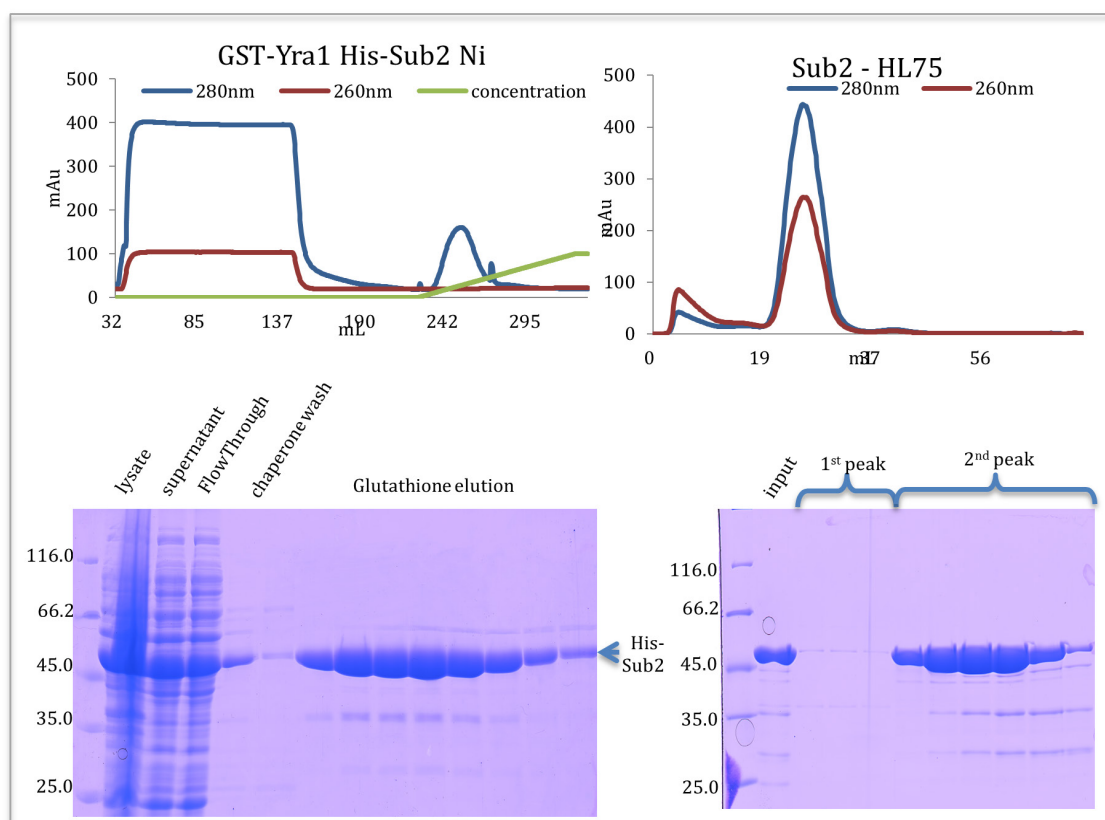 GST-Yra1 His-Sub2 Ni
280nm 260nm concentration
500
400
300
200
100
0
mAu
32 85 137 190 242 295
mL
Sub2 - HL75
280nm 260nm
500
400
300
200
100
0
mAu
0 19 37 56
mL
lysate
supernatant
FlowThrough
chaperone wash
Glutathione elution
116.0
66.2
45.0
35.0
25.0
His-
Sub2
input
1st peak
2nd peak
116.0
66.2
45.0
35.0
25.0